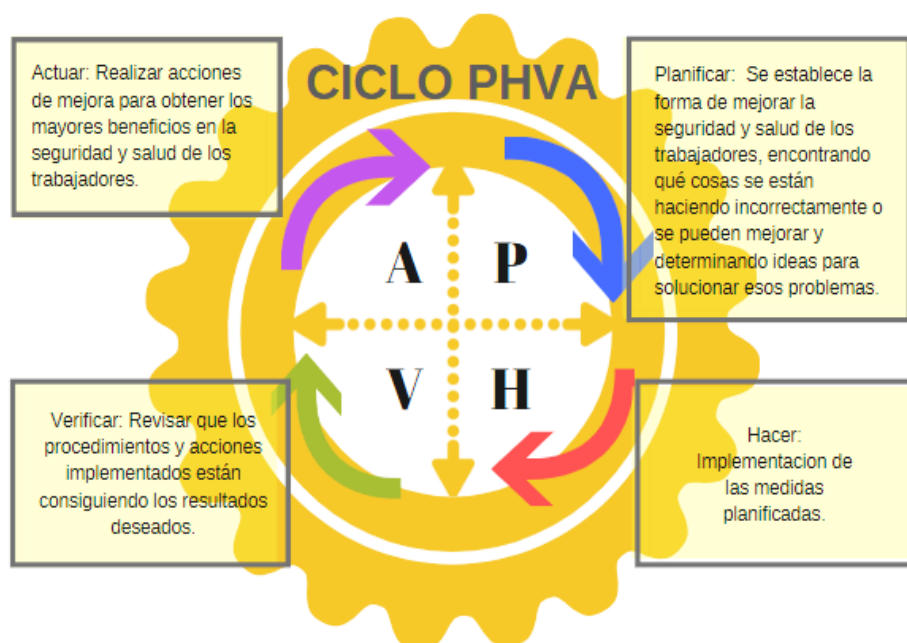 CICLO PHVA
Actuar: Realizar acciones
de mejora para obtener los
mayores beneficios en la
seguridad y salud de los
trabajadores.
Planificar: Se establece la
forma de mejorar la
seguridad y salud de los
trabajadores, encontrando
qué cosas se están
haciendo incorrectamente o
se pueden mejorar y
determinando ideas para
solucionar esos problemas.
A P
V H
Verificar: Revisar que los
procedimientos y acciones
implementados están
consiguiendo los resultados
deseados.
Hacer:
Implementacion de
las medidas
planificadas.